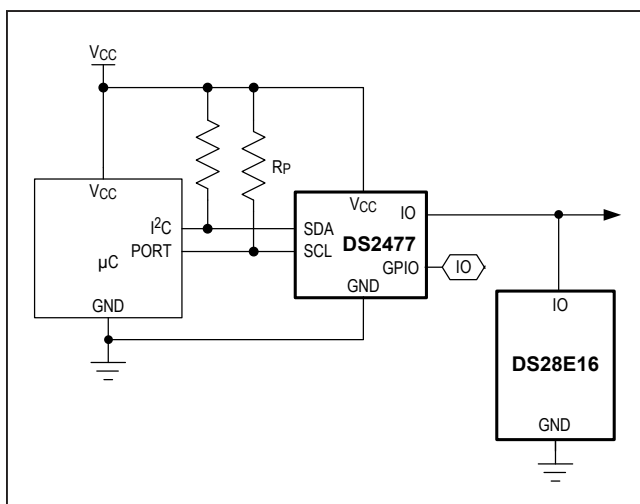 VCC
RP
VCC
I²C
PORT
µC
GND
VCC
IO
SDA
DS2477
SCL
GPIO
IO
GND
IO
DS28E16
GND